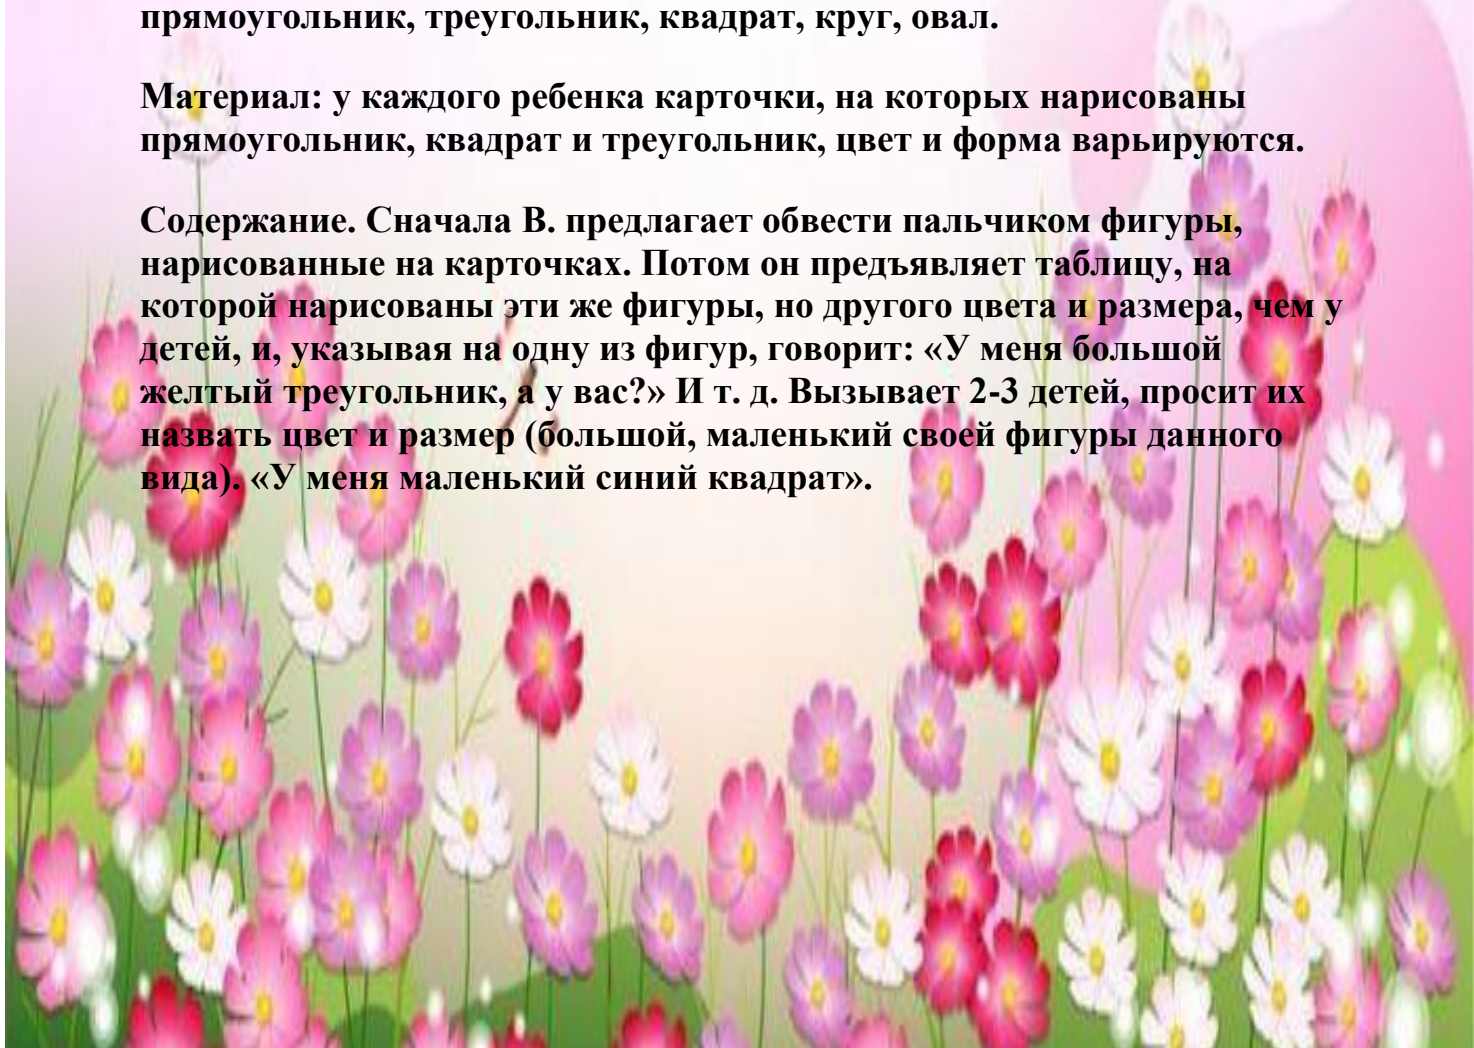 прямоугольник, треугольник, квадрат, круг, овал.
Материал: у каждого ребенка карточки, на которых нарисованы
прямоугольник, квадрат и треугольник, цвет и форма варьируются.
Содержание. Сначала В. предлагает обвести пальчиком фигуры,
нарисованные на карточках. Потом он предъявляет таблицу, на
которой нарисованы эти же фигуры, но другого цвета и размера, чем у
детей, и, указывая на одну из фигур, говорит: «У меня большой
желтый треугольник, а у вас?» И т. д. Вызывает 2-3 детей, просит их
назвать цвет и размер (большой, маленький своей фигуры данного
вида). «У меня маленький синий квадрат».